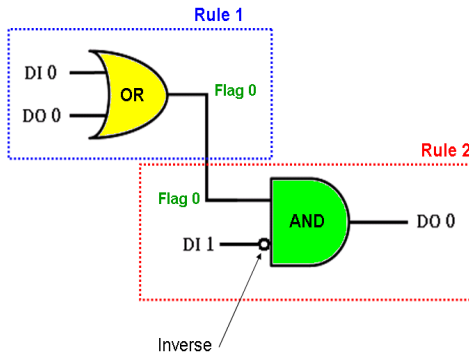 Rule 1
DI 0
OR
Flag 0
DO 0
Rule 2
Flag 0
AND
DO 0
DI 1
Inverse